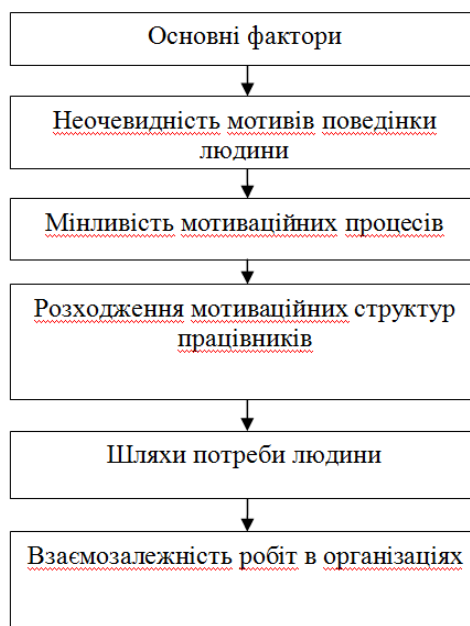 Основні фактори
Неочевидність мотивів поведінки
людини
Мінливість мотиваційних процесів
Розходження мотиваційних структур
працівників
Шляхи потреби людини
Взаємозалежність робіт в організаціях